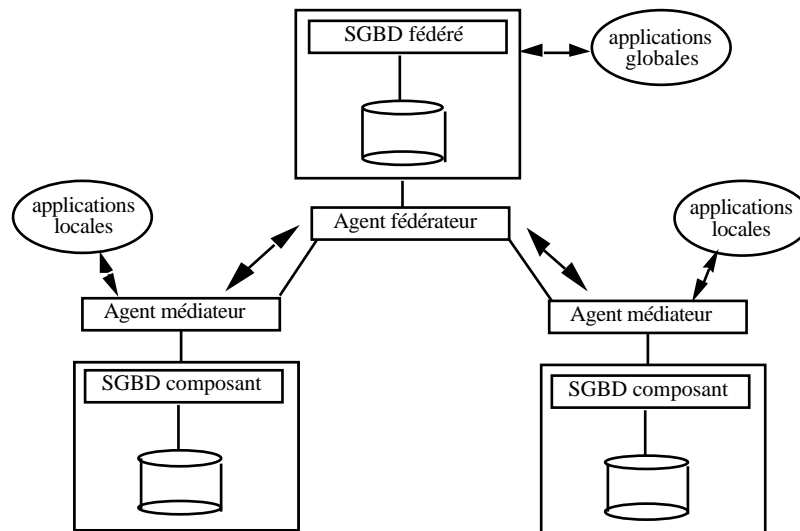 SGBD fédéré
applications
globales
applications
locales
Agent fédérateur
applications
locales
Agent médiateur
Agent médiateur
SGBD composant
SGBD composant